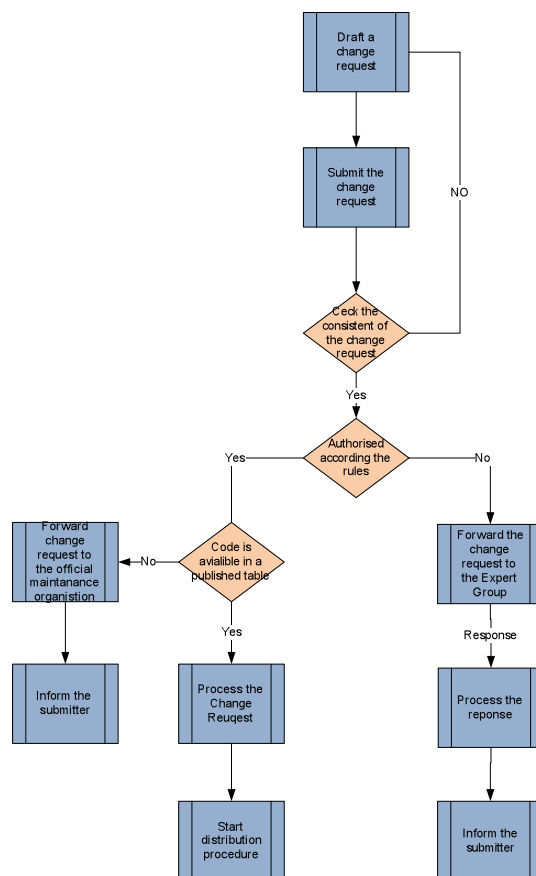 Draft a
change
request
Submit the
change
request
NO
Ceck the
consistent of
the change
request
Yes
Authorised
according the
rules
Yes
No
Forward
change
request to
the official
maintanance
organistion
No
Code is
avialible in a
published table
Forward the
change
request to
the Expert
Group
Yes
Response
Inform the
submitter
Process the
Change
Reuqest
Process the
reponse
Start
distribution
procedure
Inform the
submitter